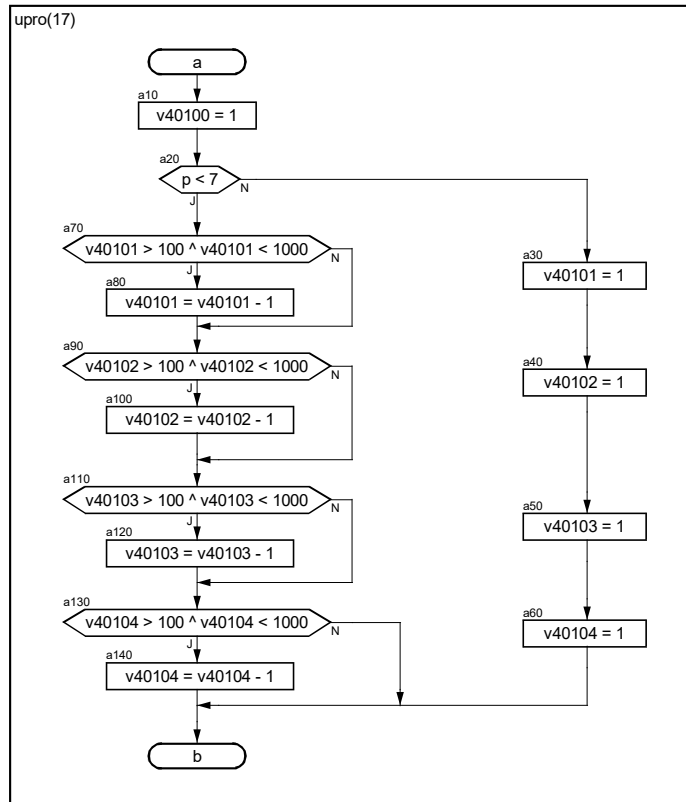 upro(17)
a
a10
v40100 = 1
a20
p < 7
N
J
a70
v40101 > 100 ^ v40101 < 1000
N
J
a80
v40101 = v40101 - 1
a90
v40102 > 100 ^ v40102 < 1000
N
J
a100
v40102 = v40102 - 1
a110
v40103 > 100 ^ v40103 < 1000
N
J
a120
v40103 = v40103 - 1
a130
v40104 > 100 ^ v40104 < 1000
N
J
a140
v40104 = v40104 - 1
a30
v40101 = 1
a40
v40102 = 1
a50
v40103 = 1
a60
v40104 = 1
b